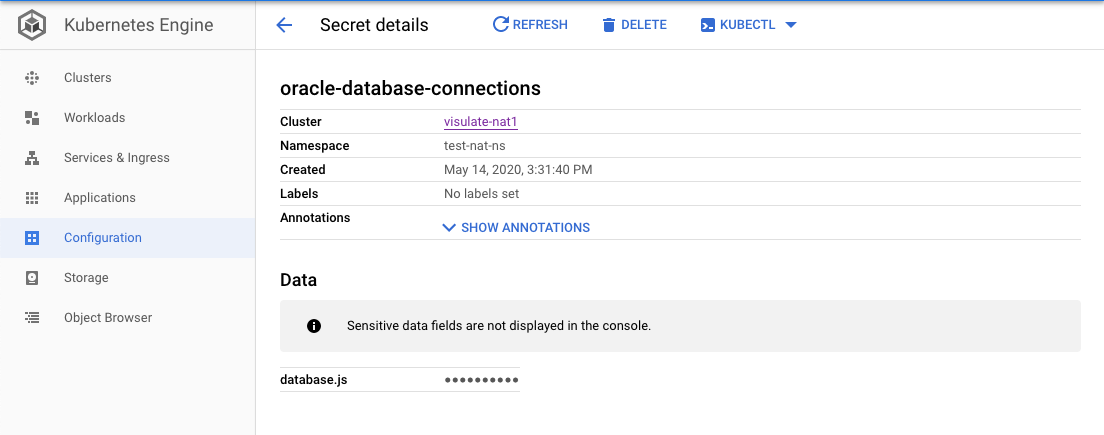 Kubernetes Engine
Secret details
REFRESH
DELETE
KUBECTL
Clusters
Workloads
Services & Ingress
Applications
Configuration
Storage
Object Browser
oracle-database-connections
Cluster visulate-nat1
Namespace test-nat-ns
Created May 14, 2020, 3:31:40 PM
Labels No labels set
Annotations SHOW ANNOTATIONS
Data
Sensitive data fields are not displayed in the console.
database.js ••••••••••